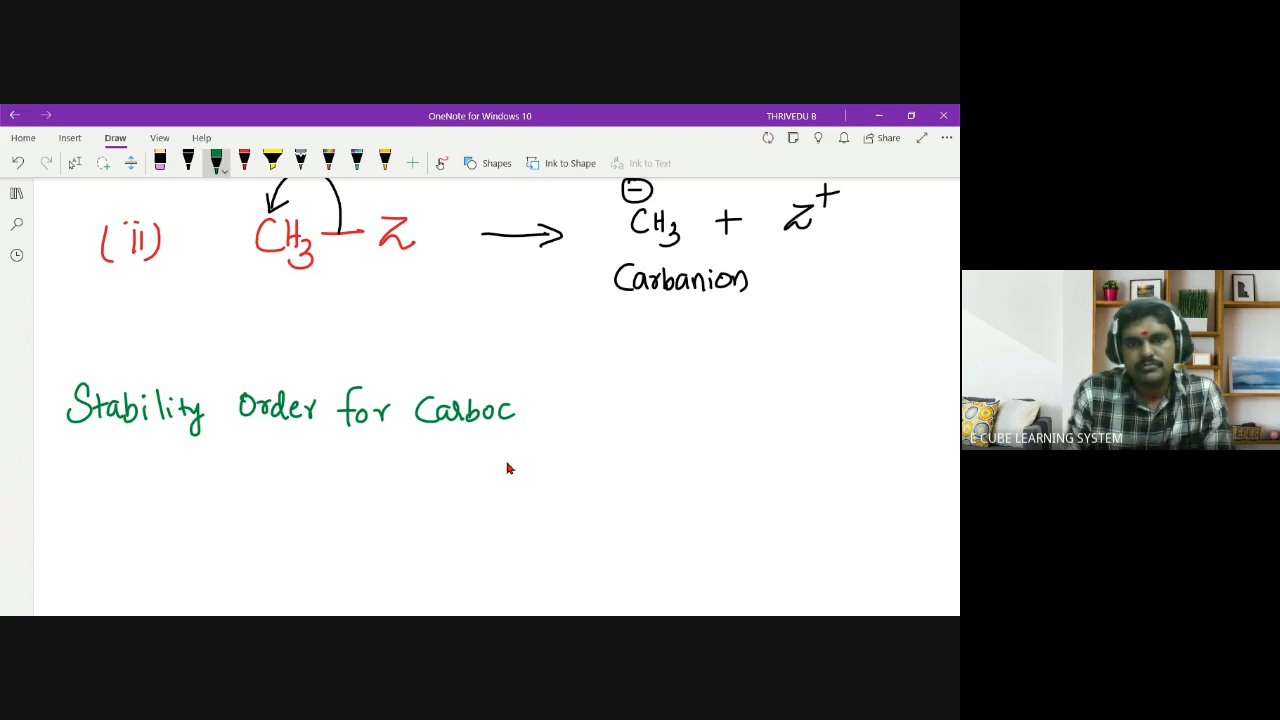 OneNote for Windows 10
THRIVEDU B
Home Insert Draw View Help
Share
Shapes Ink to Shape Ink to Text
(ii) CH3 — Z ⟶ CH3 + Z+
⊖
Carbanion
Stability Order for Carboc
E CUBE LEARNING SYSTEM